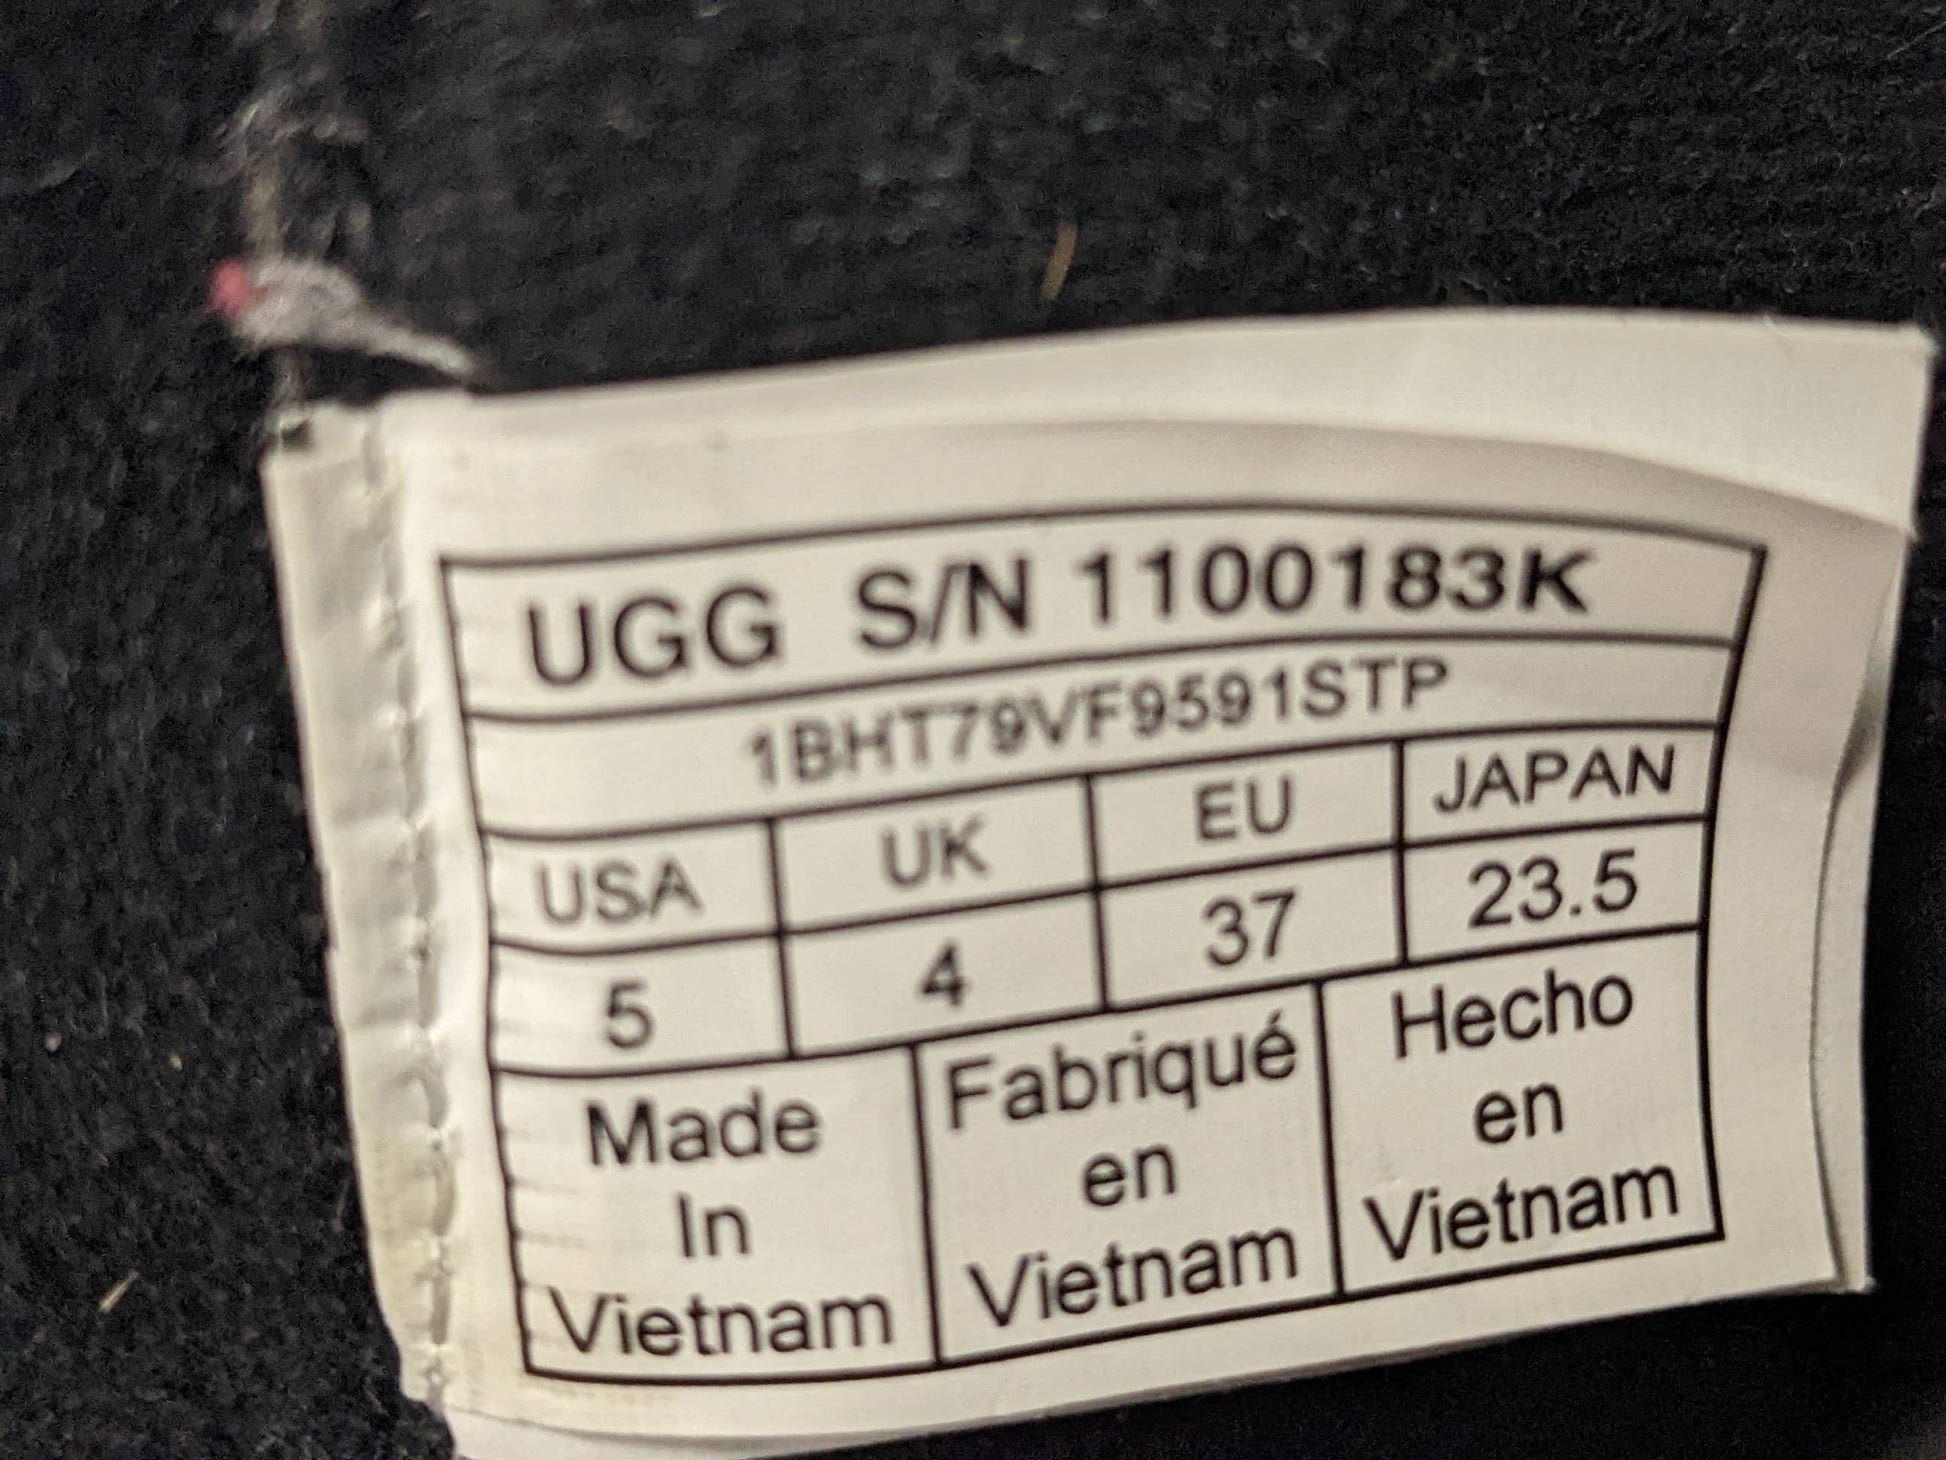 UGG S/N 1100183K
1BHT79VF9591STP
USA UK EU JAPAN
5 4 37 23.5
Made
In
Vietnam
Fabriqué
en
Vietnam
Hecho
en
Vietnam